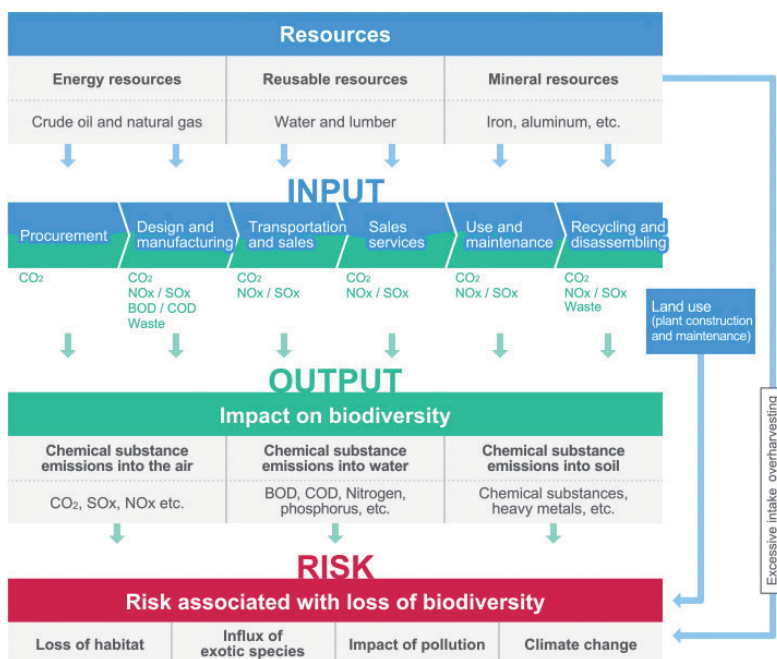 Resources
Energy resources
Reusable resources
Mineral resources
Crude oil and natural gas
Water and lumber
Iron, aluminum, etc.
INPUT
Procurement
Design and
manufacturing
Transportation
and sales
Sales
services
Use and
maintenance
Recycling and
disassembling
CO₂
CO₂
NOx / SOx
BOD / COD
Waste
CO₂
NOx / SOx
CO₂
NOx / SOx
CO₂
NOx / SOx
CO₂
NOx / SOx
Waste
Land use
(plant construction
and maintenance)
Excessive intake overharvesting
OUTPUT
Impact on biodiversity
Chemical substance
emissions into the air
Chemical substance
emissions into water
Chemical substance
emissions into soil
CO₂, SOx, NOx etc.
BOD, COD, Nitrogen,
phosphorus, etc.
Chemical substances,
heavy metals, etc.
RISK
Risk associated with loss of biodiversity
Loss of habitat
Influx of
exotic species
Impact of pollution
Climate change